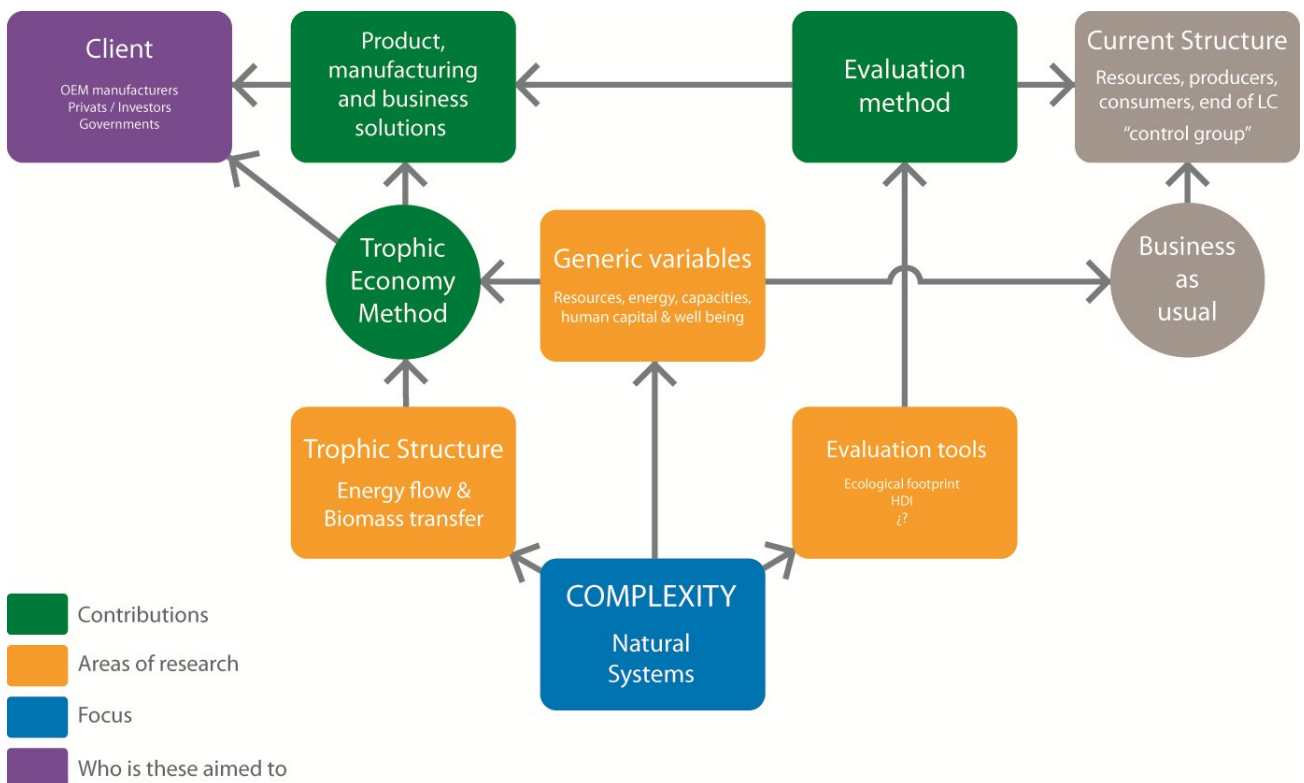 Client
OEM manufacturers
Privats / Investors
Governments
Product,
manufacturing
and business
solutions
Evaluation
method
Current Structure
Resources, producers,
consumers, end of LC
“control group”
Trophic
Economy
Method
Generic variables
Resources, energy, capacities,
human capital & well being
Business
as
usual
Trophic Structure
Energy flow &
Biomass transfer
Evaluation tools
Ecological footprint
HDI
¿?
COMPLEXITY
Natural
Systems
Contributions
Areas of research
Focus
Who is these aimed to